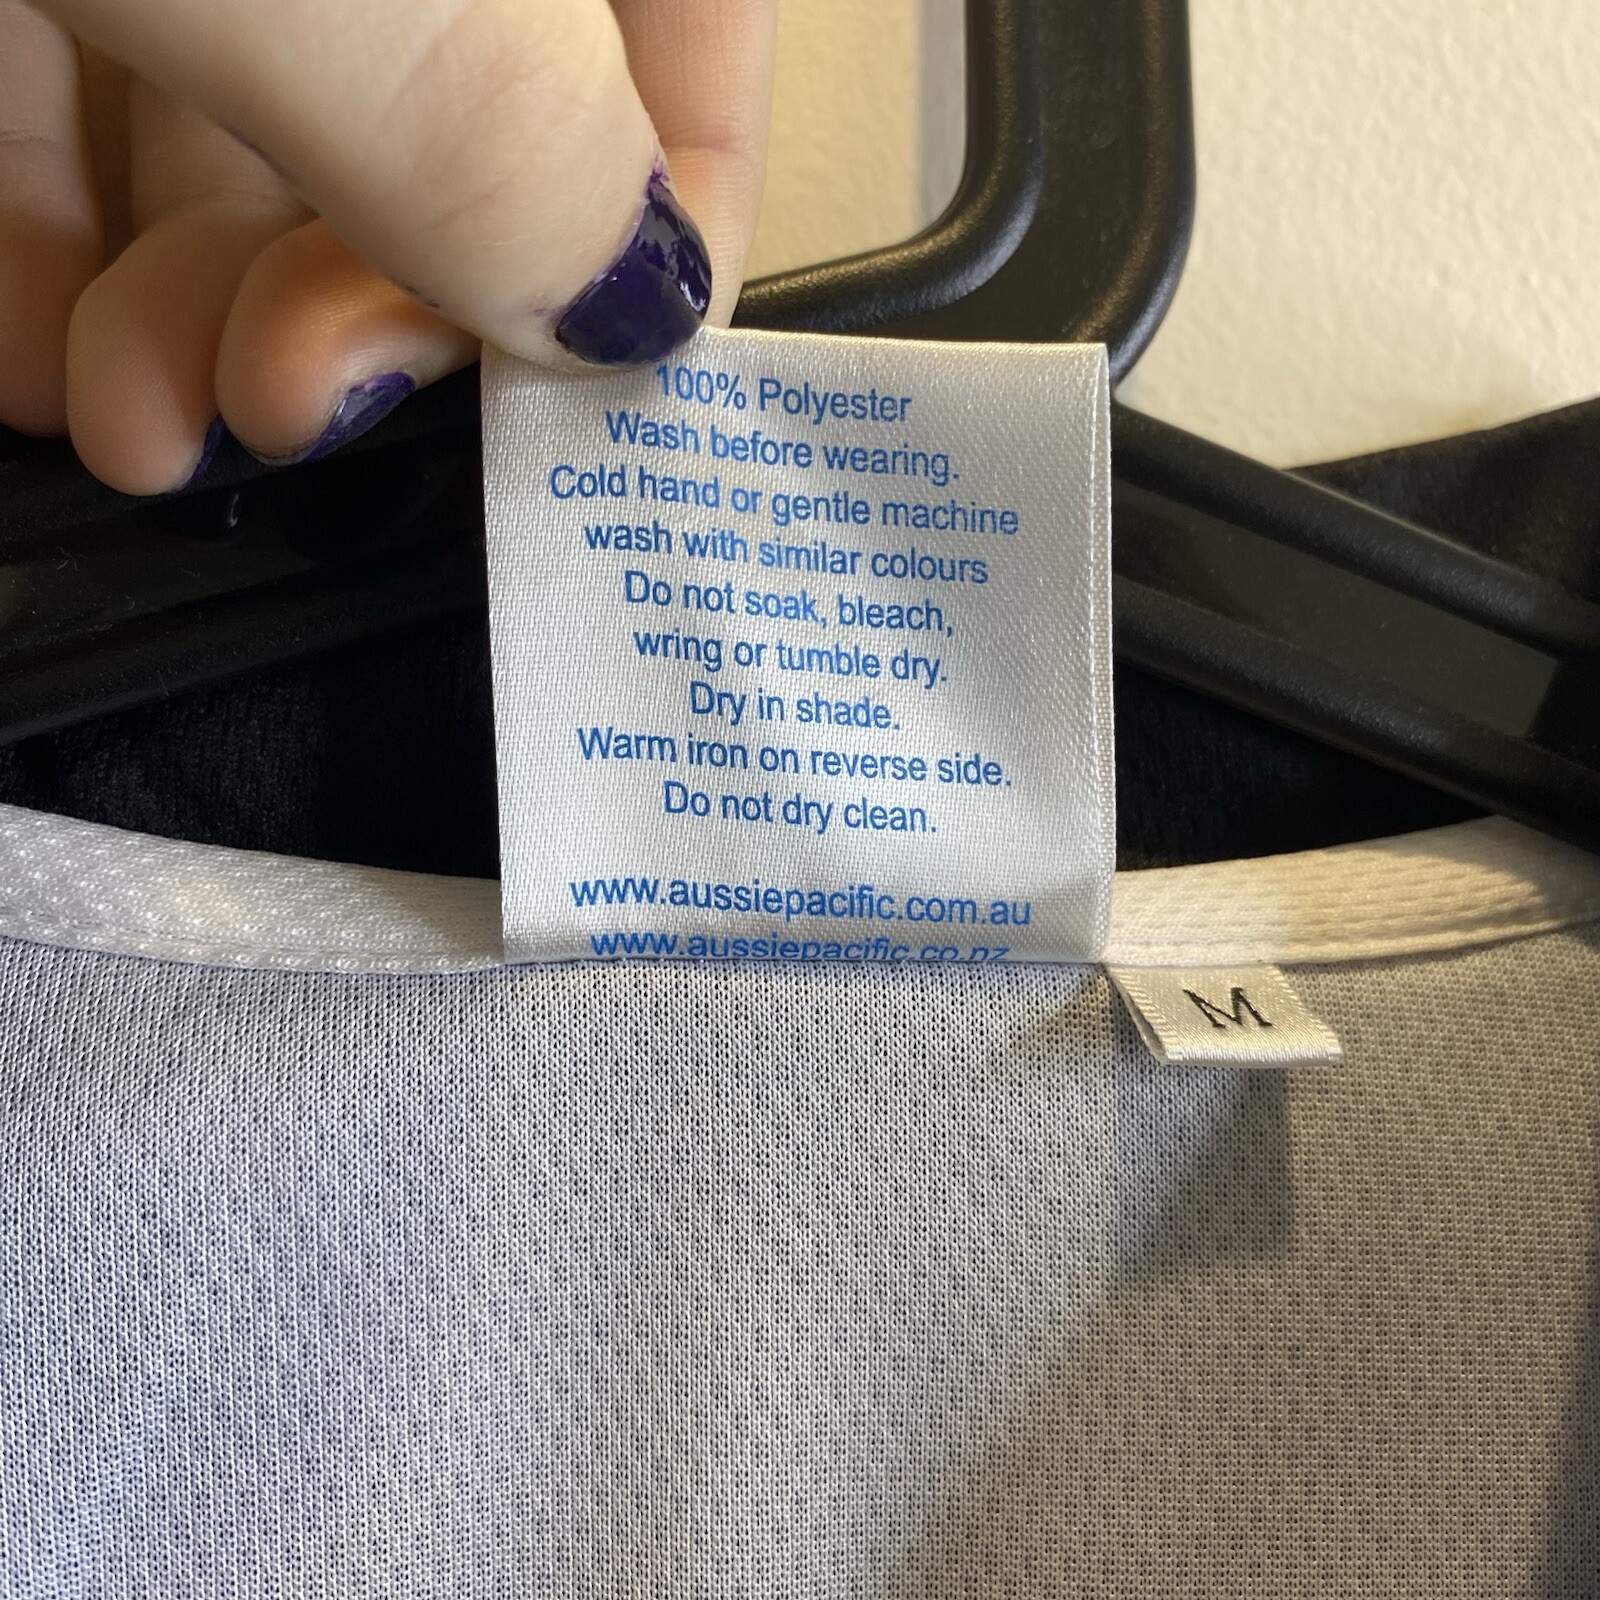 100% Polyester
Wash before wearing.
Cold hand or gentle machine
wash with similar colours
Do not soak, bleach,
wring or tumble dry.
Dry in shade.
Warm iron on reverse side.
Do not dry clean.
www.aussiepacific.com.au
www.aussiepacific.co.nz
M